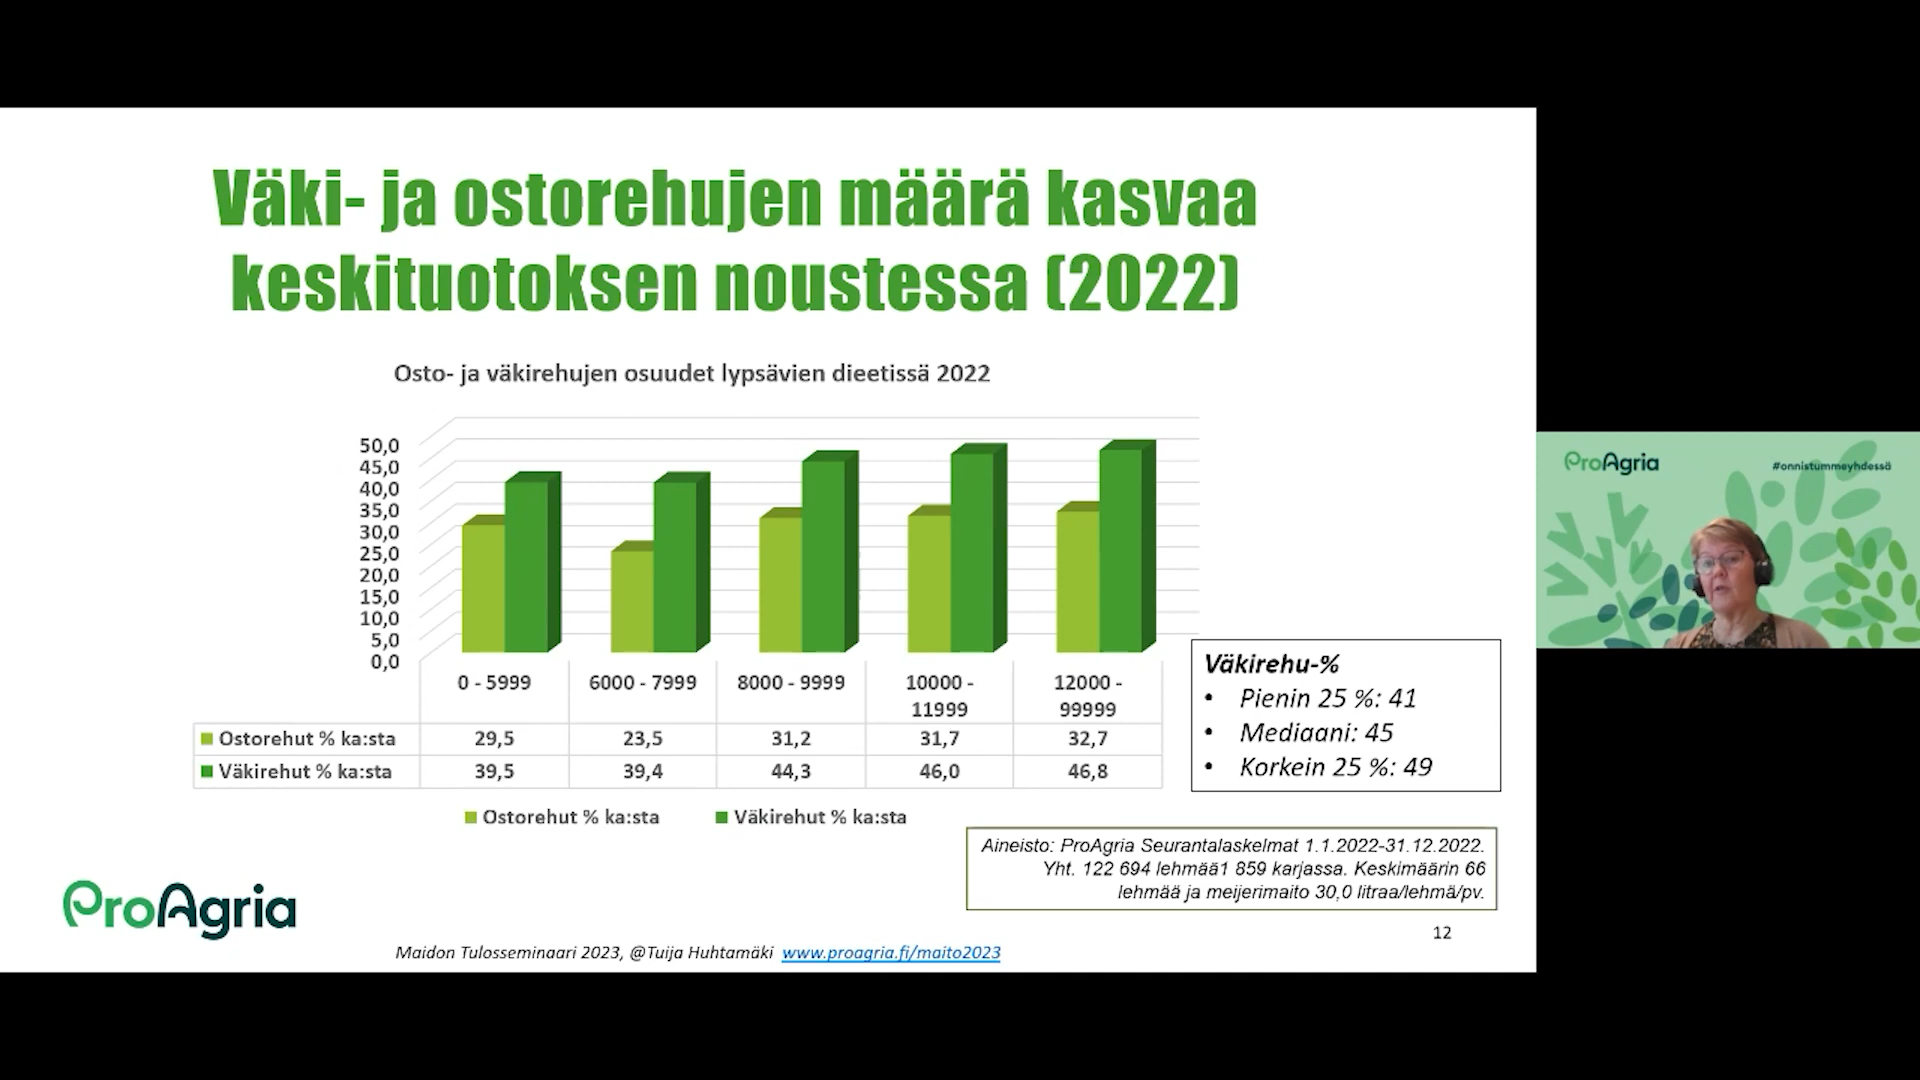 Väki- ja ostorehujen määrä kasvaa
keskituotoksen noustessa (2022)
Osto- ja väkirehujen osuudet lypsävien dieetissä 2022
50,0
45,0
40,0
35,0
30,0
25,0
20,0
15,0
10,0
5,0
0,0
0 - 5999 6000 - 7999 8000 - 9999 10000 - 11999 12000 - 99999
Ostorehut % ka:sta 29,5 23,5 31,2 31,7 32,7
Väkirehut % ka:sta 39,5 39,4 44,3 46,0 46,8
Ostorehut % ka:sta Väkirehut % ka:sta
Väkirehu-%
• Pienin 25 %: 41
• Mediaani: 45
• Korkein 25 %: 49
Aineisto: ProAgria Seurantalaskelmat 1.1.2022-31.12.2022.
Yht. 122 694 lehmää1 859 karjassa. Keskimäärin 66
lehmää ja meijerimaito 30,0 litraa/lehmä/pv.
ProAgria
12
Maidon Tulosseminaari 2023, @Tuija Huhtamäki www.proagria.fi/maito2023
ProAgria
#onnistummeyhdessä